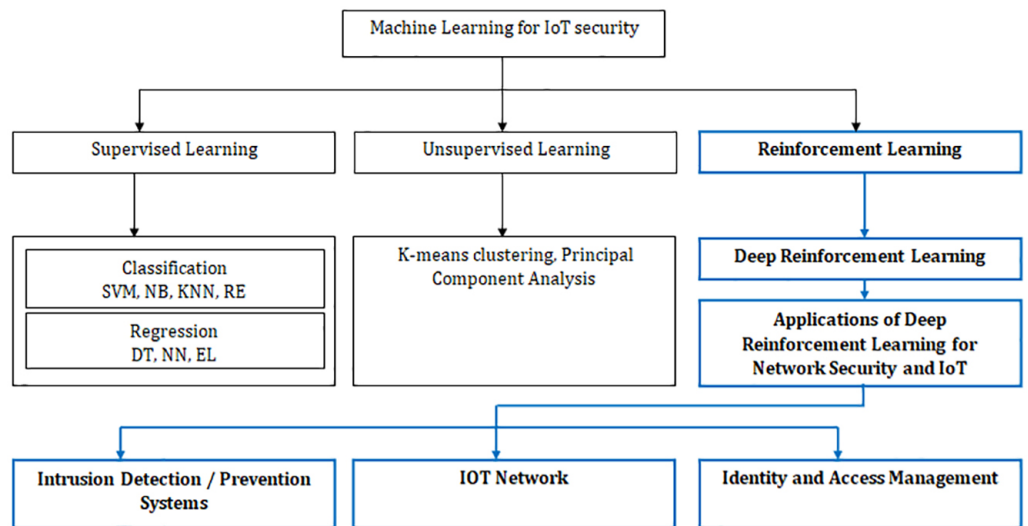 Machine Learning for IoT security
Supervised Learning
Unsupervised Learning
Reinforcement Learning
Classification
SVM, NB, KNN, RE
Regression
DT, NN, EL
K-means clustering, Principal
Component Analysis
Deep Reinforcement Learning
Applications of Deep
Reinforcement Learning for
Network Security and IoT
Intrusion Detection / Prevention
Systems
IOT Network
Identity and Access Management